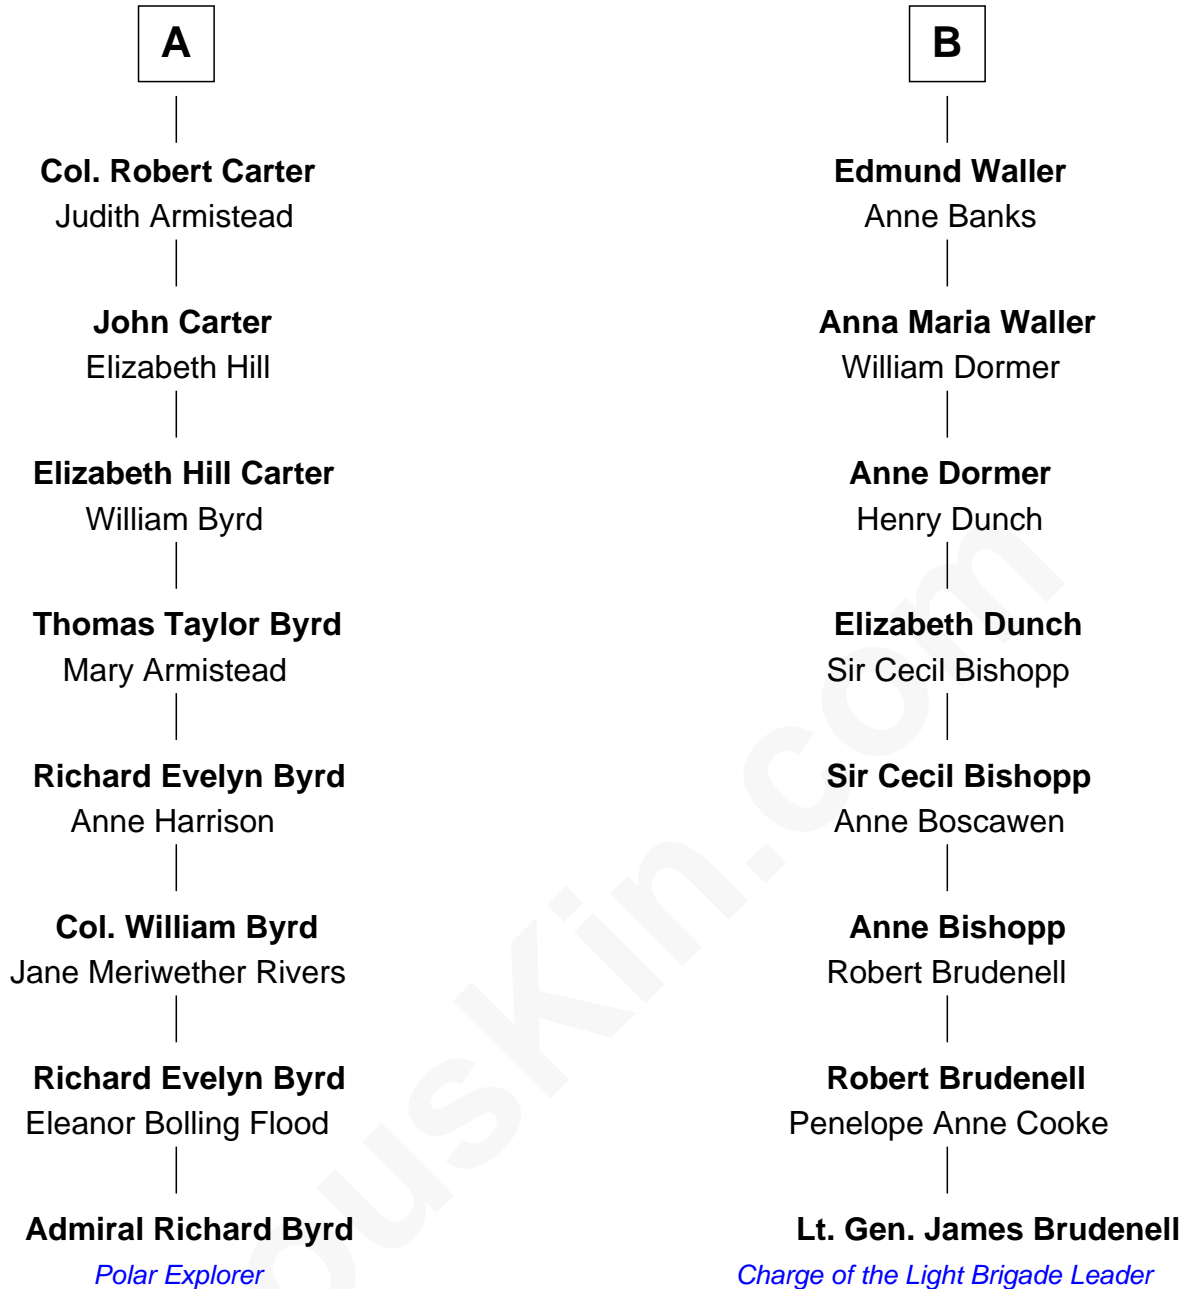 A
B
Col. Robert Carter
Judith Armistead
Edmund Waller
Anne Banks
John Carter
Elizabeth Hill
Anna Maria Waller
William Dormer
Elizabeth Hill Carter
William Byrd
Anne Dormer
Henry Dunch
Thomas Taylor Byrd
Mary Armistead
Elizabeth Dunch
Sir Cecil Bishopp
Richard Evelyn Byrd
Anne Harrison
Sir Cecil Bishopp
Anne Boscawen
Col. William Byrd
Jane Meriwether Rivers
Anne Bishopp
Robert Brudenell
Richard Evelyn Byrd
Eleanor Bolling Flood
Robert Brudenell
Penelope Anne Cooke
Admiral Richard Byrd
Polar Explorer
Lt. Gen. James Brudenell
Charge of the Light Brigade Leader
ousKin.com